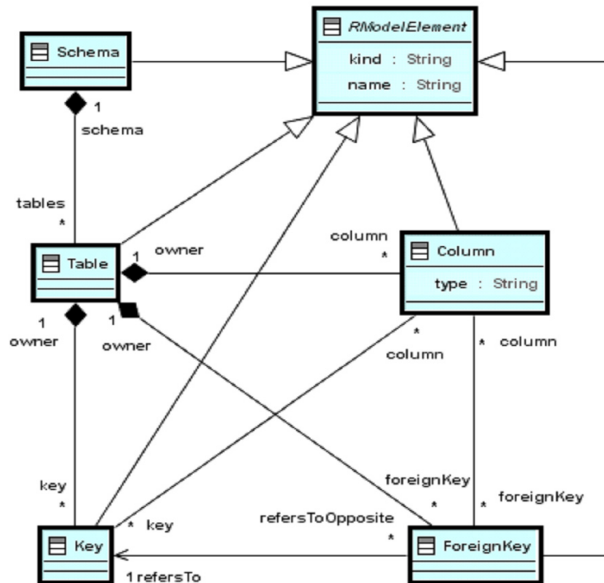 RModelElement
Schema
kind : String
name : String
1
schema
tables
*
owner
column
1
*
Table
Column
type : String
1
1
owner
owner
*
column
*
column
key
*
foreignKey
*
*
foreignKey
* key
refersToOpposite
*
Key
ForeignKey
1 refersTo